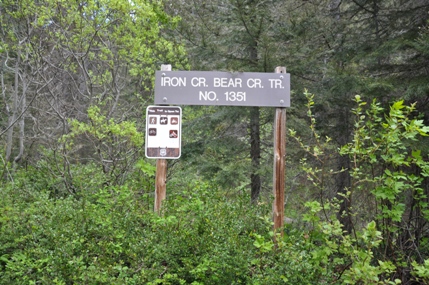 IRON CR. BEAR CR. TR.
NO. 1351